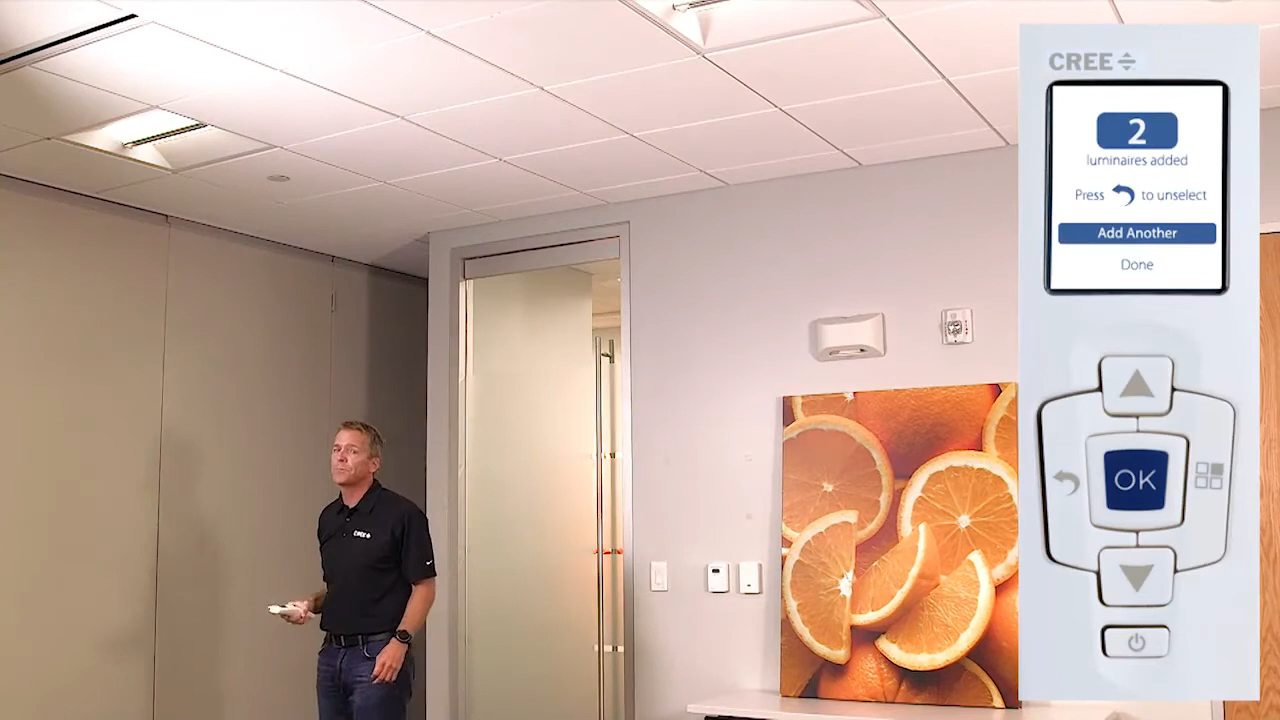 CREE
2
luminaires added
Press to unselect
Add Another
Done
OK
CREE